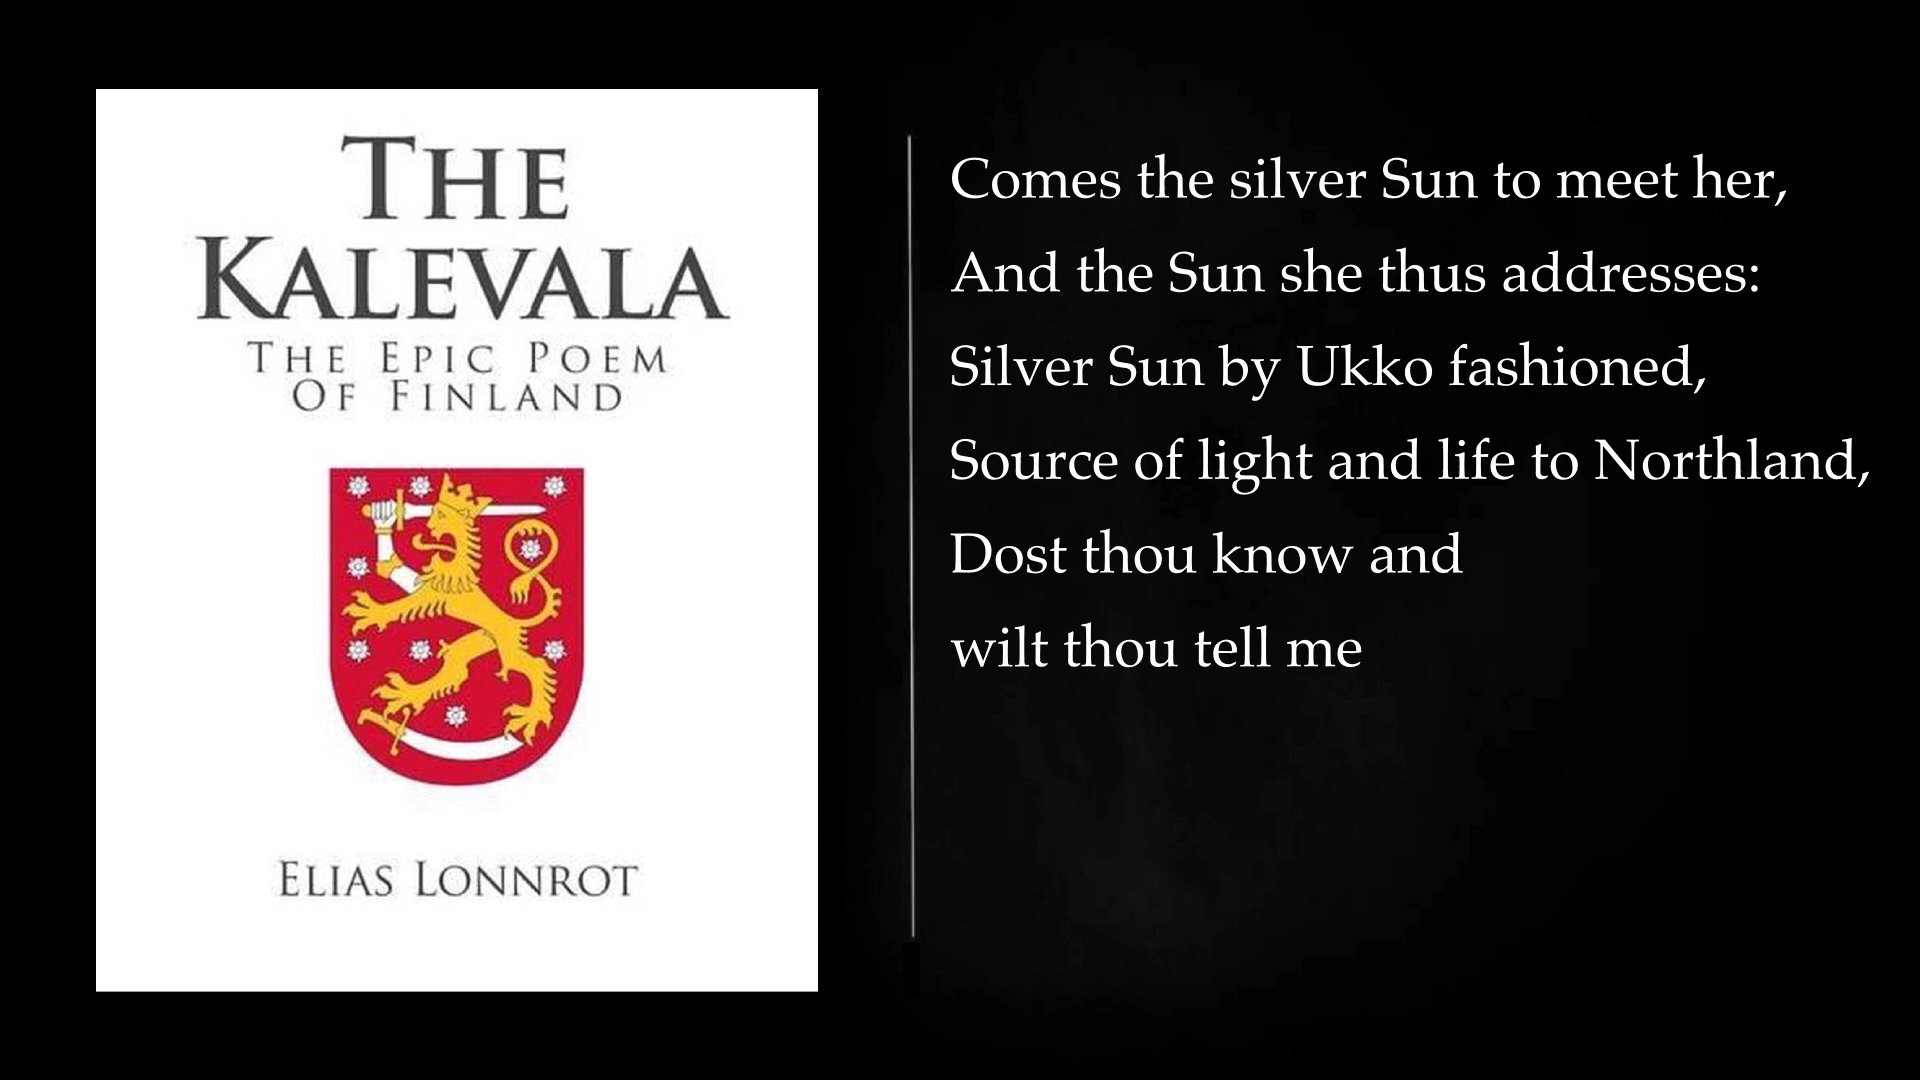 THE
KALEVALA
THE EPIC POEM
OF FINLAND
ELIAS LONNROT
Comes the silver Sun to meet her,
And the Sun she thus addresses:
Silver Sun by Ukko fashioned,
Source of light and life to Northland,
Dost thou know and
wilt thou tell me